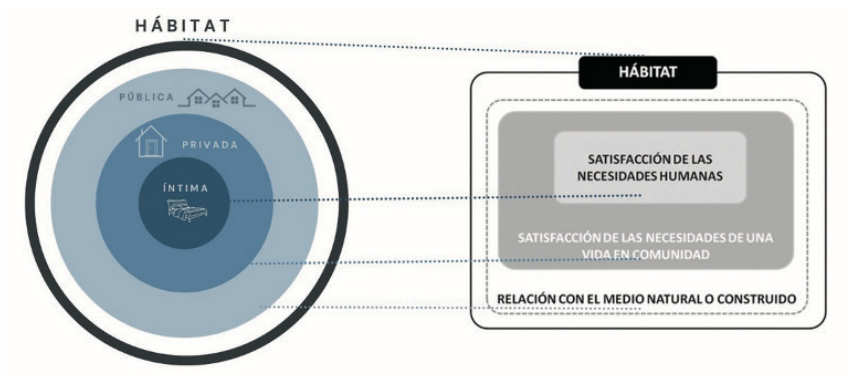 HÁBITAT
PÚBLICA
PRIVADA
ÍNTIMA
HÁBITAT
SATISFACCIÓN DE LAS
NECESIDADES HUMANAS
SATISFACCIÓN DE LAS NECESIDADES DE UNA
VIDA EN COMUNIDAD
RELACIÓN CON EL MEDIO NATURAL O CONSTRUIDO